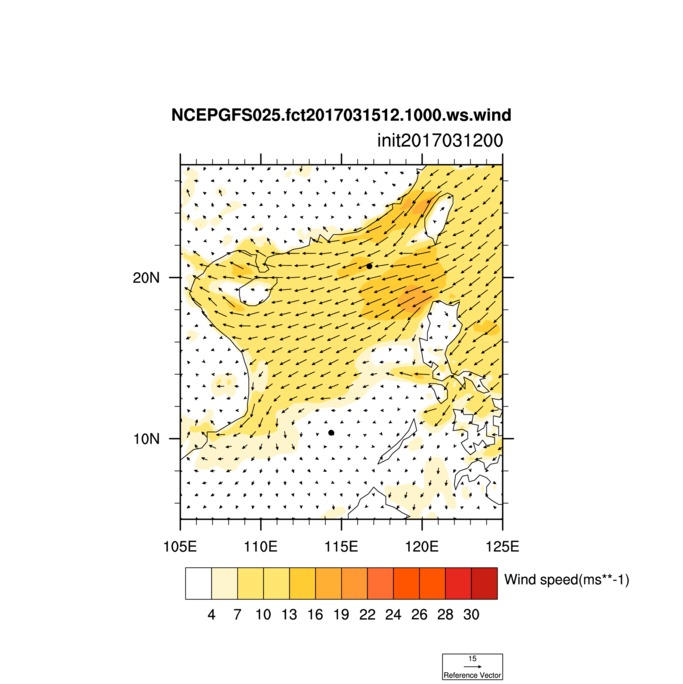 NCEPGFS025.fct2017031512.1000.ws.wind
init2017031200
20N
10N
105E 110E 115E 120E 125E
Wind speed(ms**-1)
4 7 10 13 16 19 22 24 26 28 30
15
Reference Vector